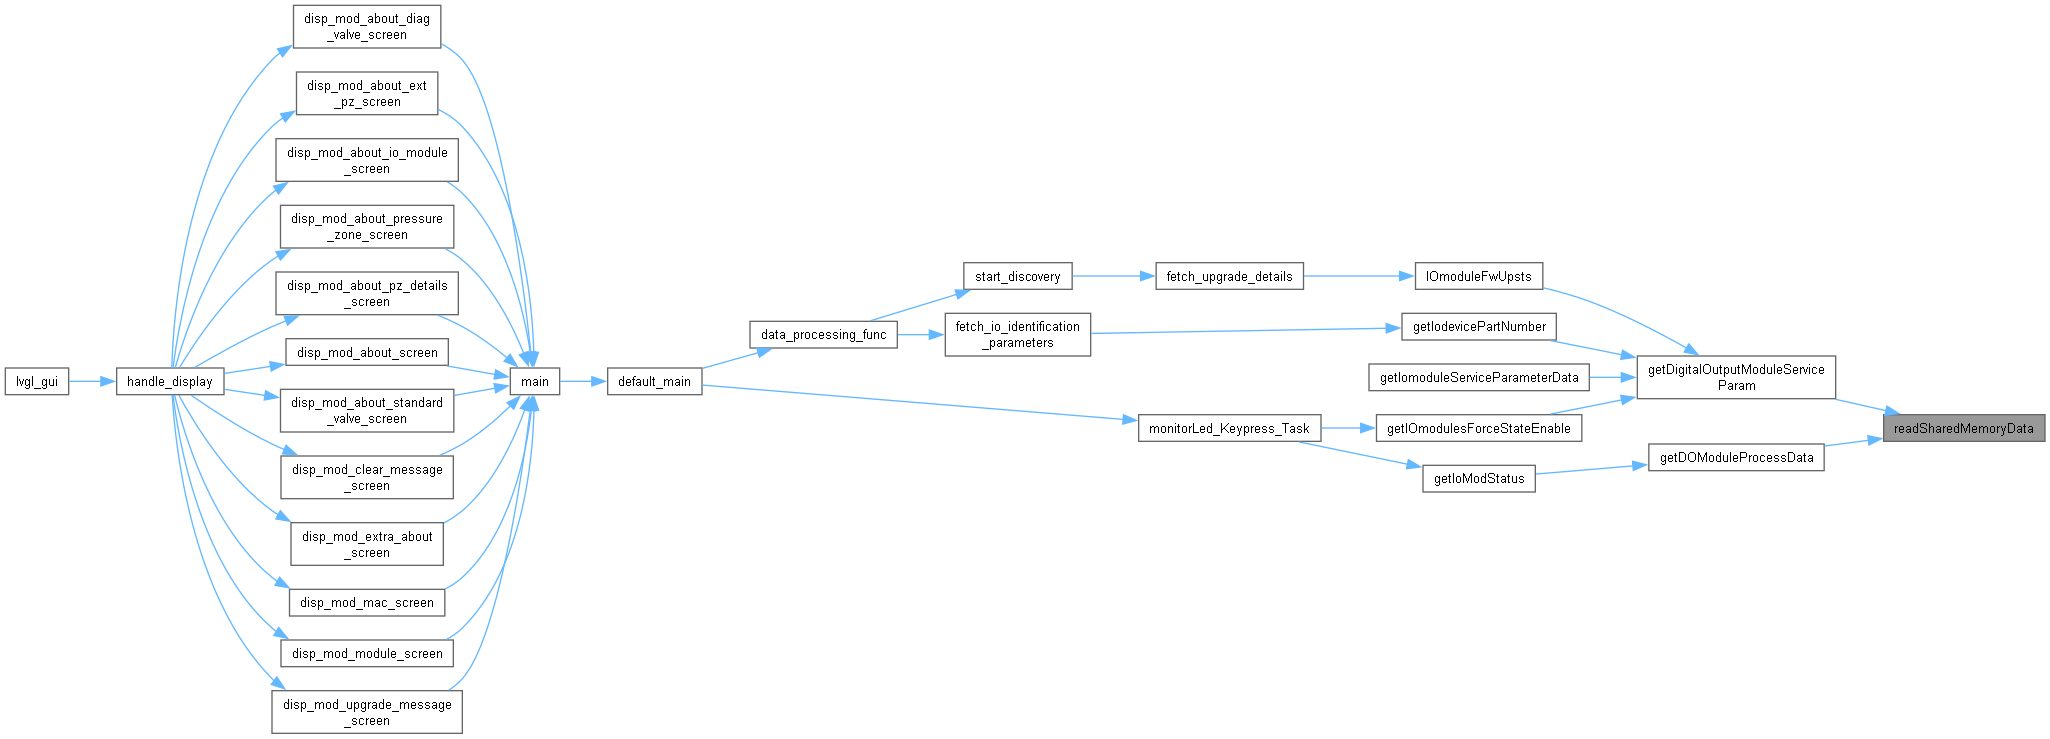 disp_mod_about_diag
_valve_screen
disp_mod_about_ext
_pz_screen
disp_mod_about_io_module
_screen
disp_mod_about_pressure
_zone_screen
disp_mod_about_pz_details
_screen
disp_mod_about_screen
disp_mod_about_standard
_valve_screen
disp_mod_clear_message
_screen
disp_mod_extra_about
_screen
disp_mod_mac_screen
disp_mod_module_screen
disp_mod_upgrade_message
_screen
lvgl_gui
handle_display
main
default_main
data_processing_func
start_discovery
fetch_io_identification
_parameters
fetch_upgrade_details
monitorLed_Keypress_Task
IOmoduleFwUpsts
getIodevicePartNumber
getIomoduleServiceParameterData
getIOmodulesForceStateEnable
getIoModStatus
getDigitalOutputModuleService
Param
getDOModuleProcessData
readSharedMemoryData